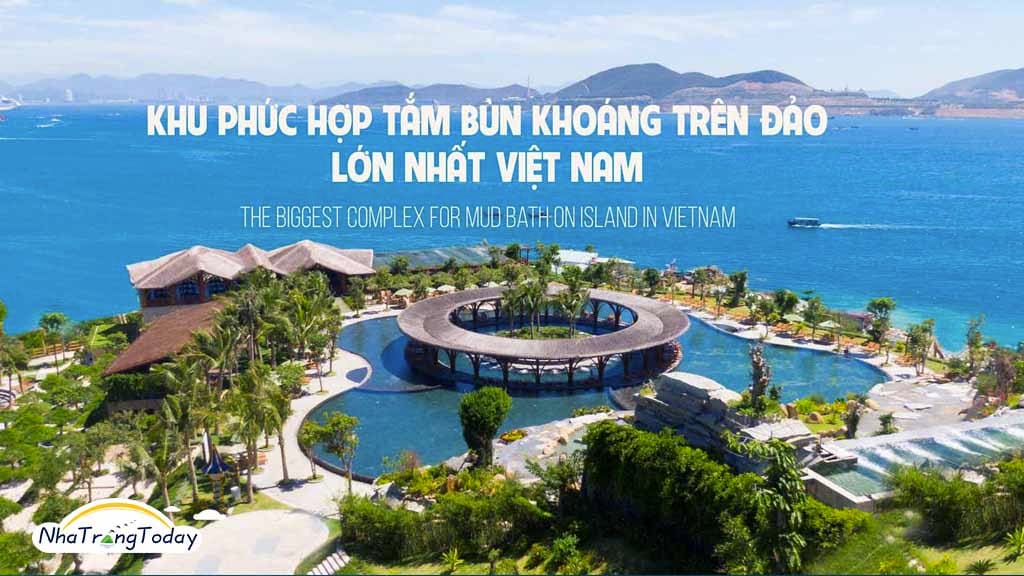 KHU PHỨC HỢP TẮM BÙN KHOÁNG TRÊN ĐẢO
LỚN NHẤT VIỆT NAM
THE BIGGEST COMPLEX FOR MUD BATH ON ISLAND IN VIETNAM
NhaTrangToday